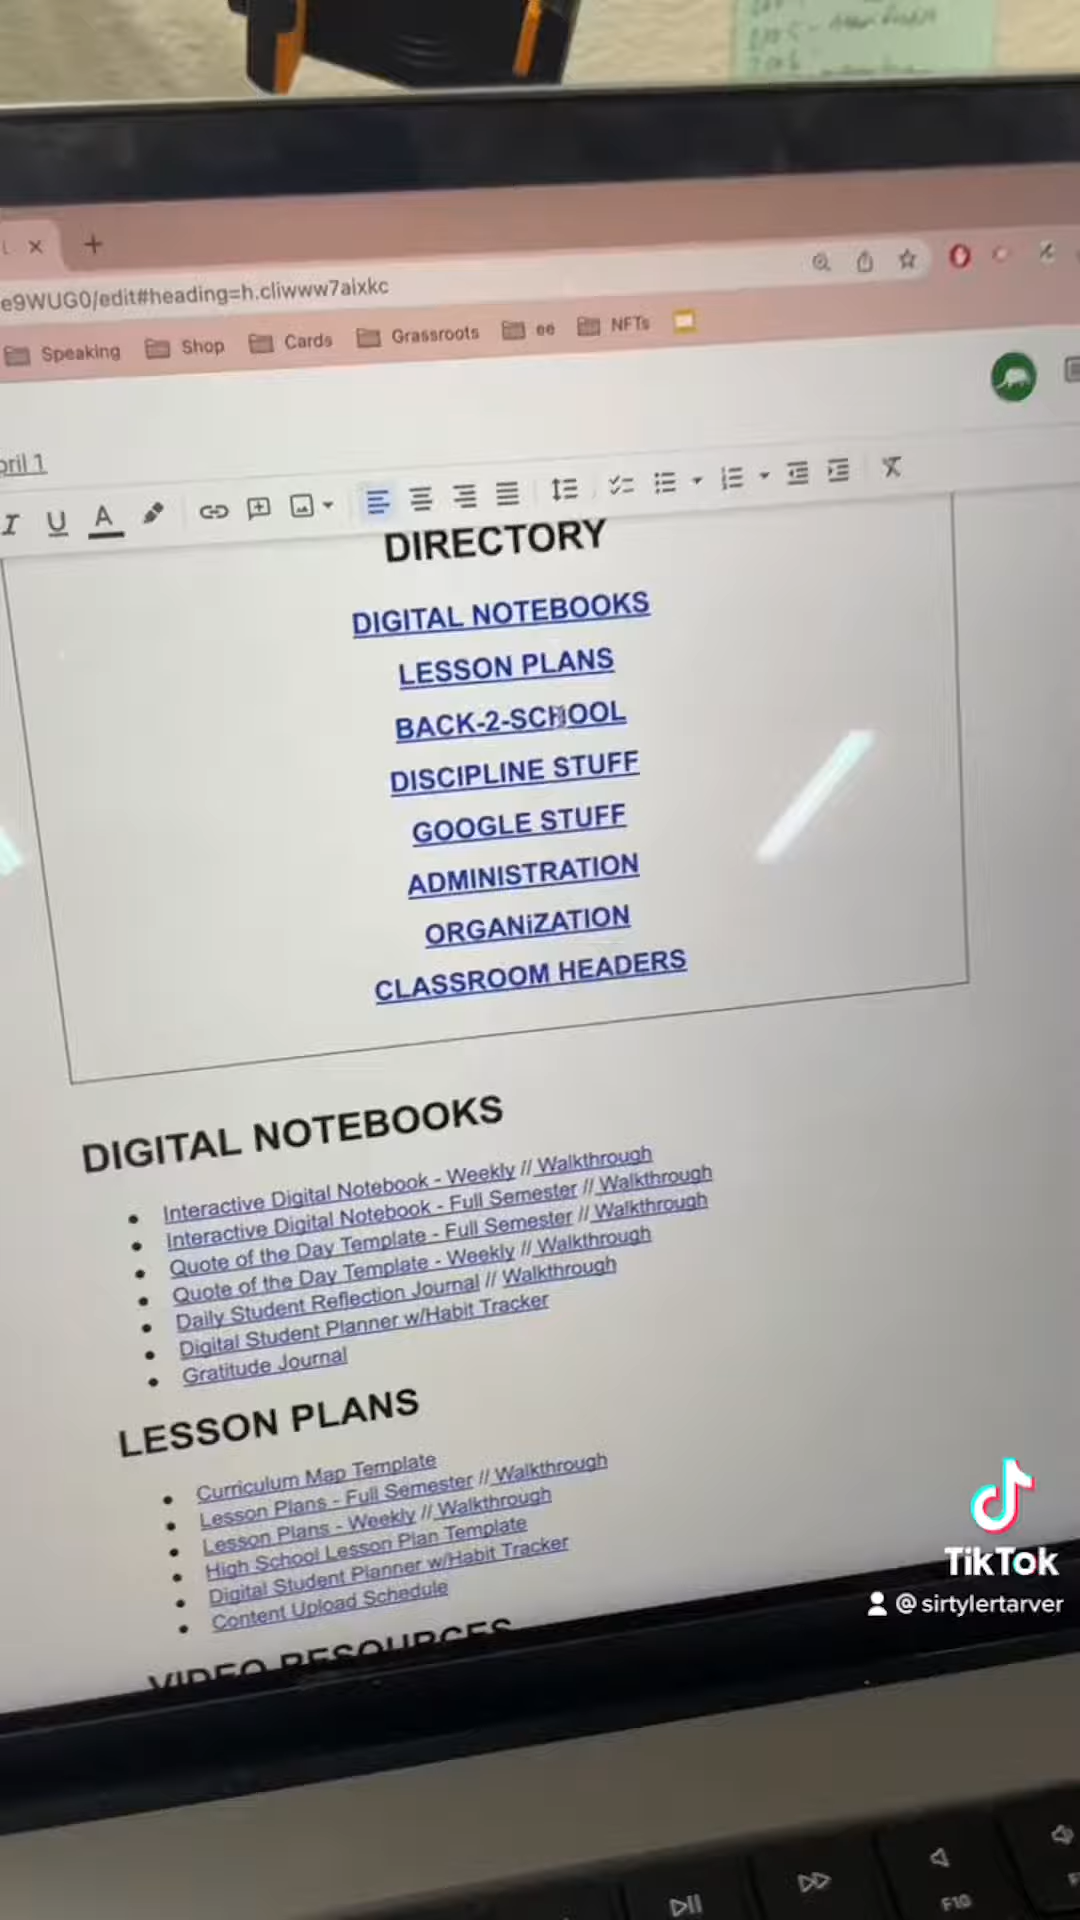 e9WUG0/edit#heading=h.cliwww7aixkc
Speaking Shop Cards Grassroots ee NFTs
pril 1
I U A
DIRECTORY
DIGITAL NOTEBOOKS
LESSON PLANS
BACK-2-SCHOOL
DISCIPLINE STUFF
GOOGLE STUFF
ADMINISTRATION
ORGANiZATION
CLASSROOM HEADERS
DIGITAL NOTEBOOKS
Interactive Digital Notebook - Weekly // Walkthrough
Interactive Digital Notebook - Full Semester // Walkthrough
Quote of the Day Template - Full Semester // Walkthrough
Quote of the Day Template - Weekly // Walkthrough
Daily Student Reflection Journal // Walkthrough
Digital Student Planner w/Habit Tracker
Gratitude Journal
LESSON PLANS
Curriculum Map Template
Lesson Plans - Full Semester // Walkthrough
Lesson Plans - Weekly // Walkthrough
High School Lesson Plan Template
Digital Student Planner w/Habit Tracker
Content Upload Schedule
VIDEO RESOURCES
TikTok
@sirtylertarver
F10